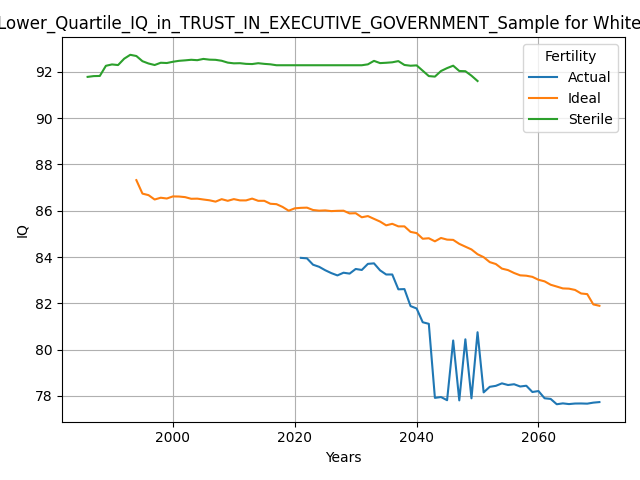 Lower_Quartile_IQ_in_TRUST_IN_EXECUTIVE_GOVERNMENT_Sample for White
Fertility
Actual
Ideal
Sterile
IQ
92
90
88
86
84
82
80
78
2000
2020
2040
2060
Years